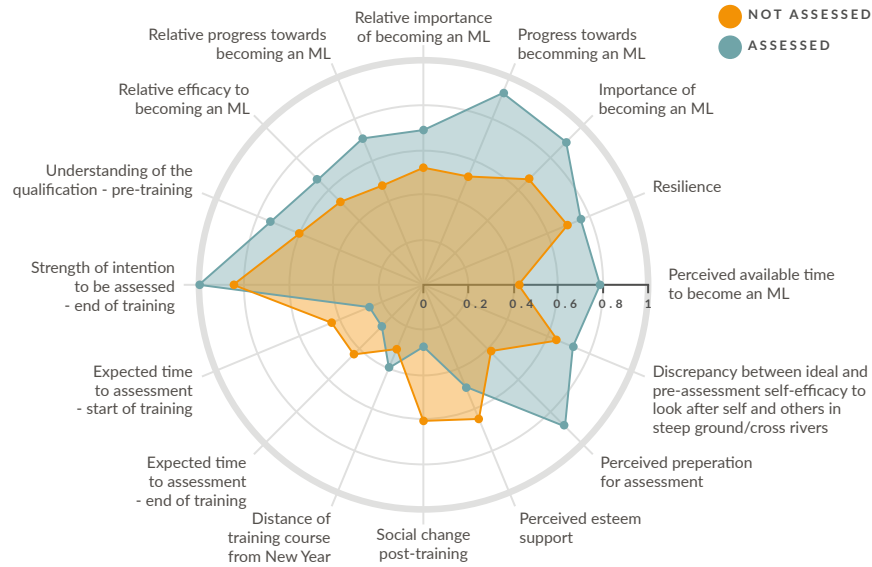 NOT ASSESSED
ASSESSED
Relative importance
of becoming an ML
Progress towards
becomming an ML
Importance of
becoming an ML
Resilience
Perceived available time
to become an ML
Discrepancy between ideal and
pre-assessment self-efficacy to
look after self and others in
steep ground/cross rivers
Perceived preperation
for assessment
Perceived esteem
support
Social change
post-training
Distance of
training course
from New Year
Expected time
to assessment
- end of training
Expected time
to assessment
- start of training
Strength of intention
to be assessed
- end of training
Understanding of the
qualification - pre-training
Relative efficacy to
becoming an ML
Relative progress towards
becoming an ML
0 0.2 0.4 0.6 0.8 1